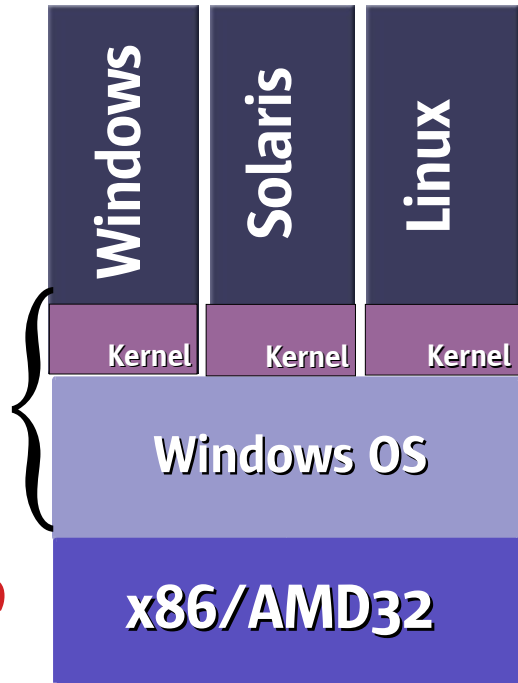 Windows
Solaris
Linux
Kernel
Kernel
Kernel
Windows OS
x86/AMD32